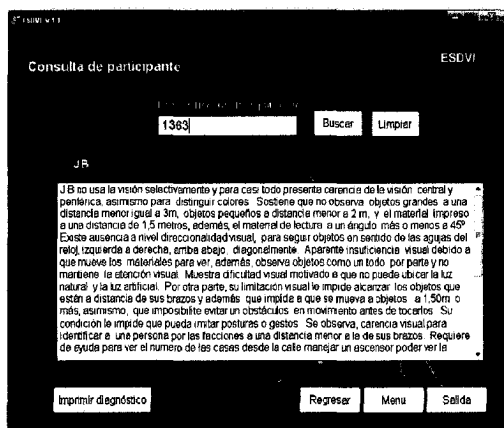 ESDVI v.1.0
ESDVI
Consulta de participante
1363
Buscar
Limpiar
JB
J B no usa la visión selectivamente y para casi todo presenta carencia de la visión central y
periférica, asimismo para distinguir colores. Sostiene que no observa objetos grandes a una
distancia menor igual a 3m, objetos pequeños a distancia menor a 2 m, y el material impreso
a una distancia de 1,5 metros, además, el material de lectura a un ángulo más o menos a 45º
Existe ausencia a nivel direccionalidad visual, para seguir objetos en sentido de las agujas del
reloj, izquierda a derecha, arriba abajo, diagonalmente. Aparente insuficiencia visual debido a
que mueve los materiales para ver, además, observa objetos como un todo por parte y no
mantiene la atención visual. Muestra dificultad visual motivado a que no puede ubicar la luz
natural y la luz artificial. Por otra parte, su limitación visual le impide alcanzar los objetos que
están a distancia de sus brazos y además que impida a que se mueva a objetos a 1,50m o
más, asimismo, que imposibilite evitar un obstáculos en movimiento antes de tocarlos. Su
condición le impide que pueda imitar posturas o gestos. Se observa, carencia visual para
identificar a una persona por las facciones a una distancia menor a la de sus brazos. Requiere
de ayuda para ver el numero de las casas desde la calle manejar un ascensor poder ver la
Imprimir diagnóstico
Regresar
Menu
Salida